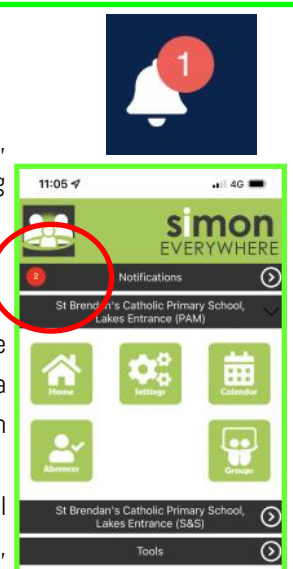 1
,
g
11:05
4G
simon
EVERYWHERE
2
Notifications
St Brendan's Catholic Primary School,
Lakes Entrance (PAM)
e
a
n
Home
Settings
Calendar
Absences
Groups
l
,
St Brendan's Catholic Primary School,
Lakes Entrance (S&S)
Tools